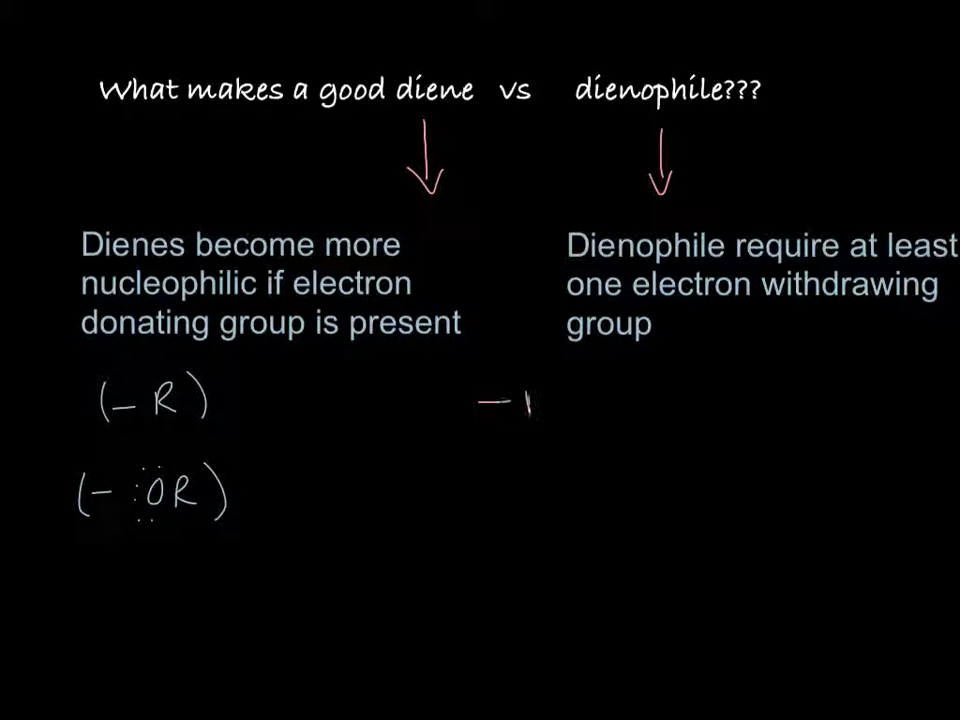 What makes a good diene vs dienophile???
Dienes become more
nucleophilic if electron
donating group is present
Dienophile require at least
one electron withdrawing
group
(– R)
(– :ÖR)